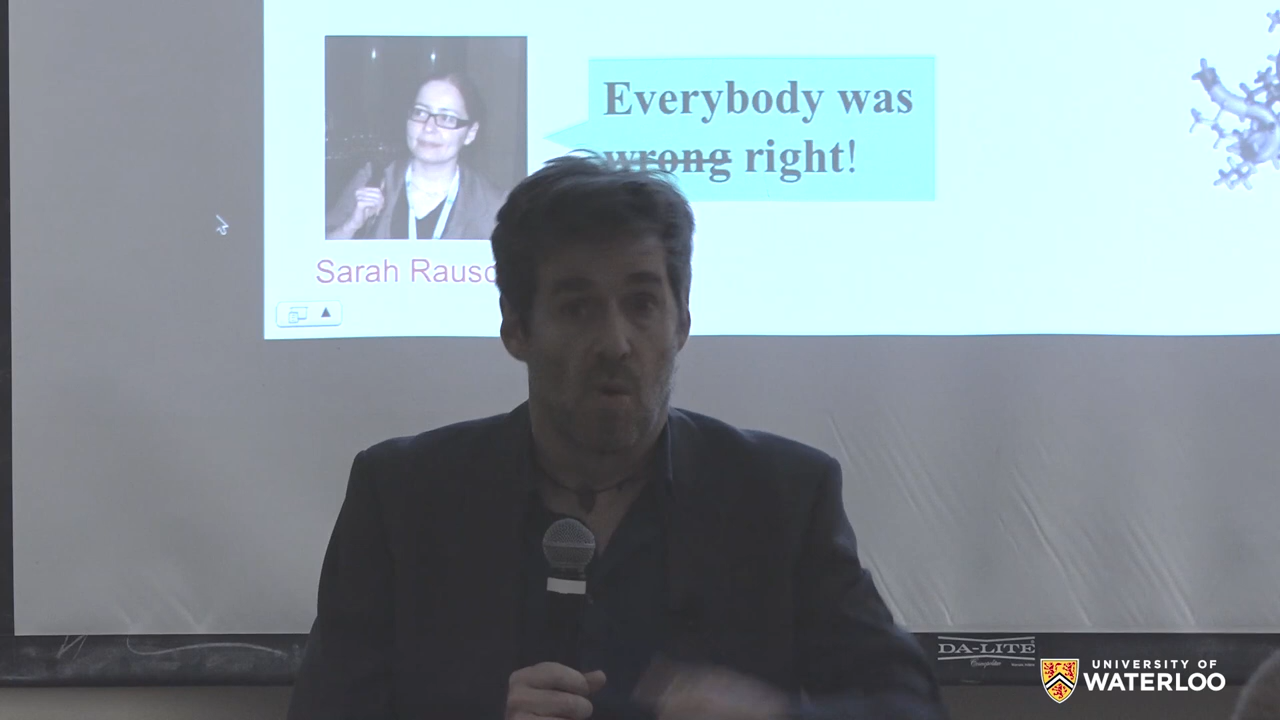 Everybody was
wrong right!
Sarah Rausc
DA-LITE
UNIVERSITY OF
WATERLOO